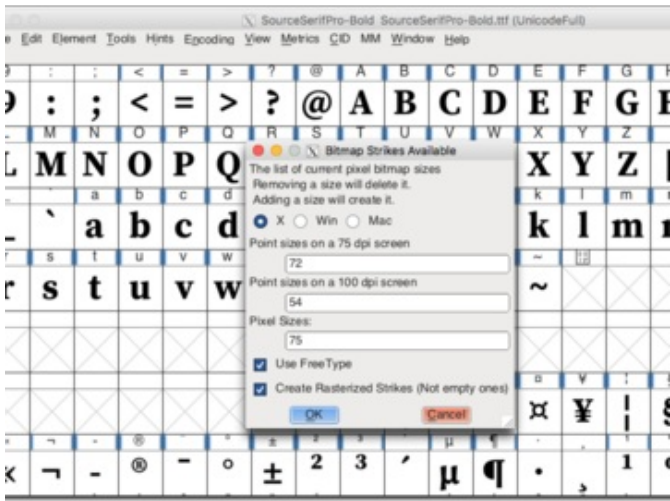 SourceSerifPro-Bold SourceSerifPro-Bold.ttf (UnicodeFull)
Edit Element Tools Hints Encoding View Metrics CID MM Window Help
: ; < = > ? @ A B C D E F G
: ; < = > ? @ A B C D E F G
M N O P Q R S T U V W X Y Z
M N O P Q X Y Z [
a b c d k l m
` a b c d k l m
s t u v w ~
s t u v w ~
Bitmap Strikes Available
The list of current pixel bitmap sizes
Removing a size will delete it.
Adding a size will create it.
X Win Mac
Point sizes on a 75 dpi screen
72
Point sizes on a 100 dpi screen
54
Pixel Sizes:
75
Use FreeType
Create Rasterized Strikes (Not empty ones)
OK Cancel
¤ ¥ ¦
¤ ¥ ¦ §
¬ - ® ¯ ° ± ² ³ ´ µ ¶ · ¸ ¹
¬ - ® ¯ ° ± ² ³ ´ µ ¶ · ¸ ¹